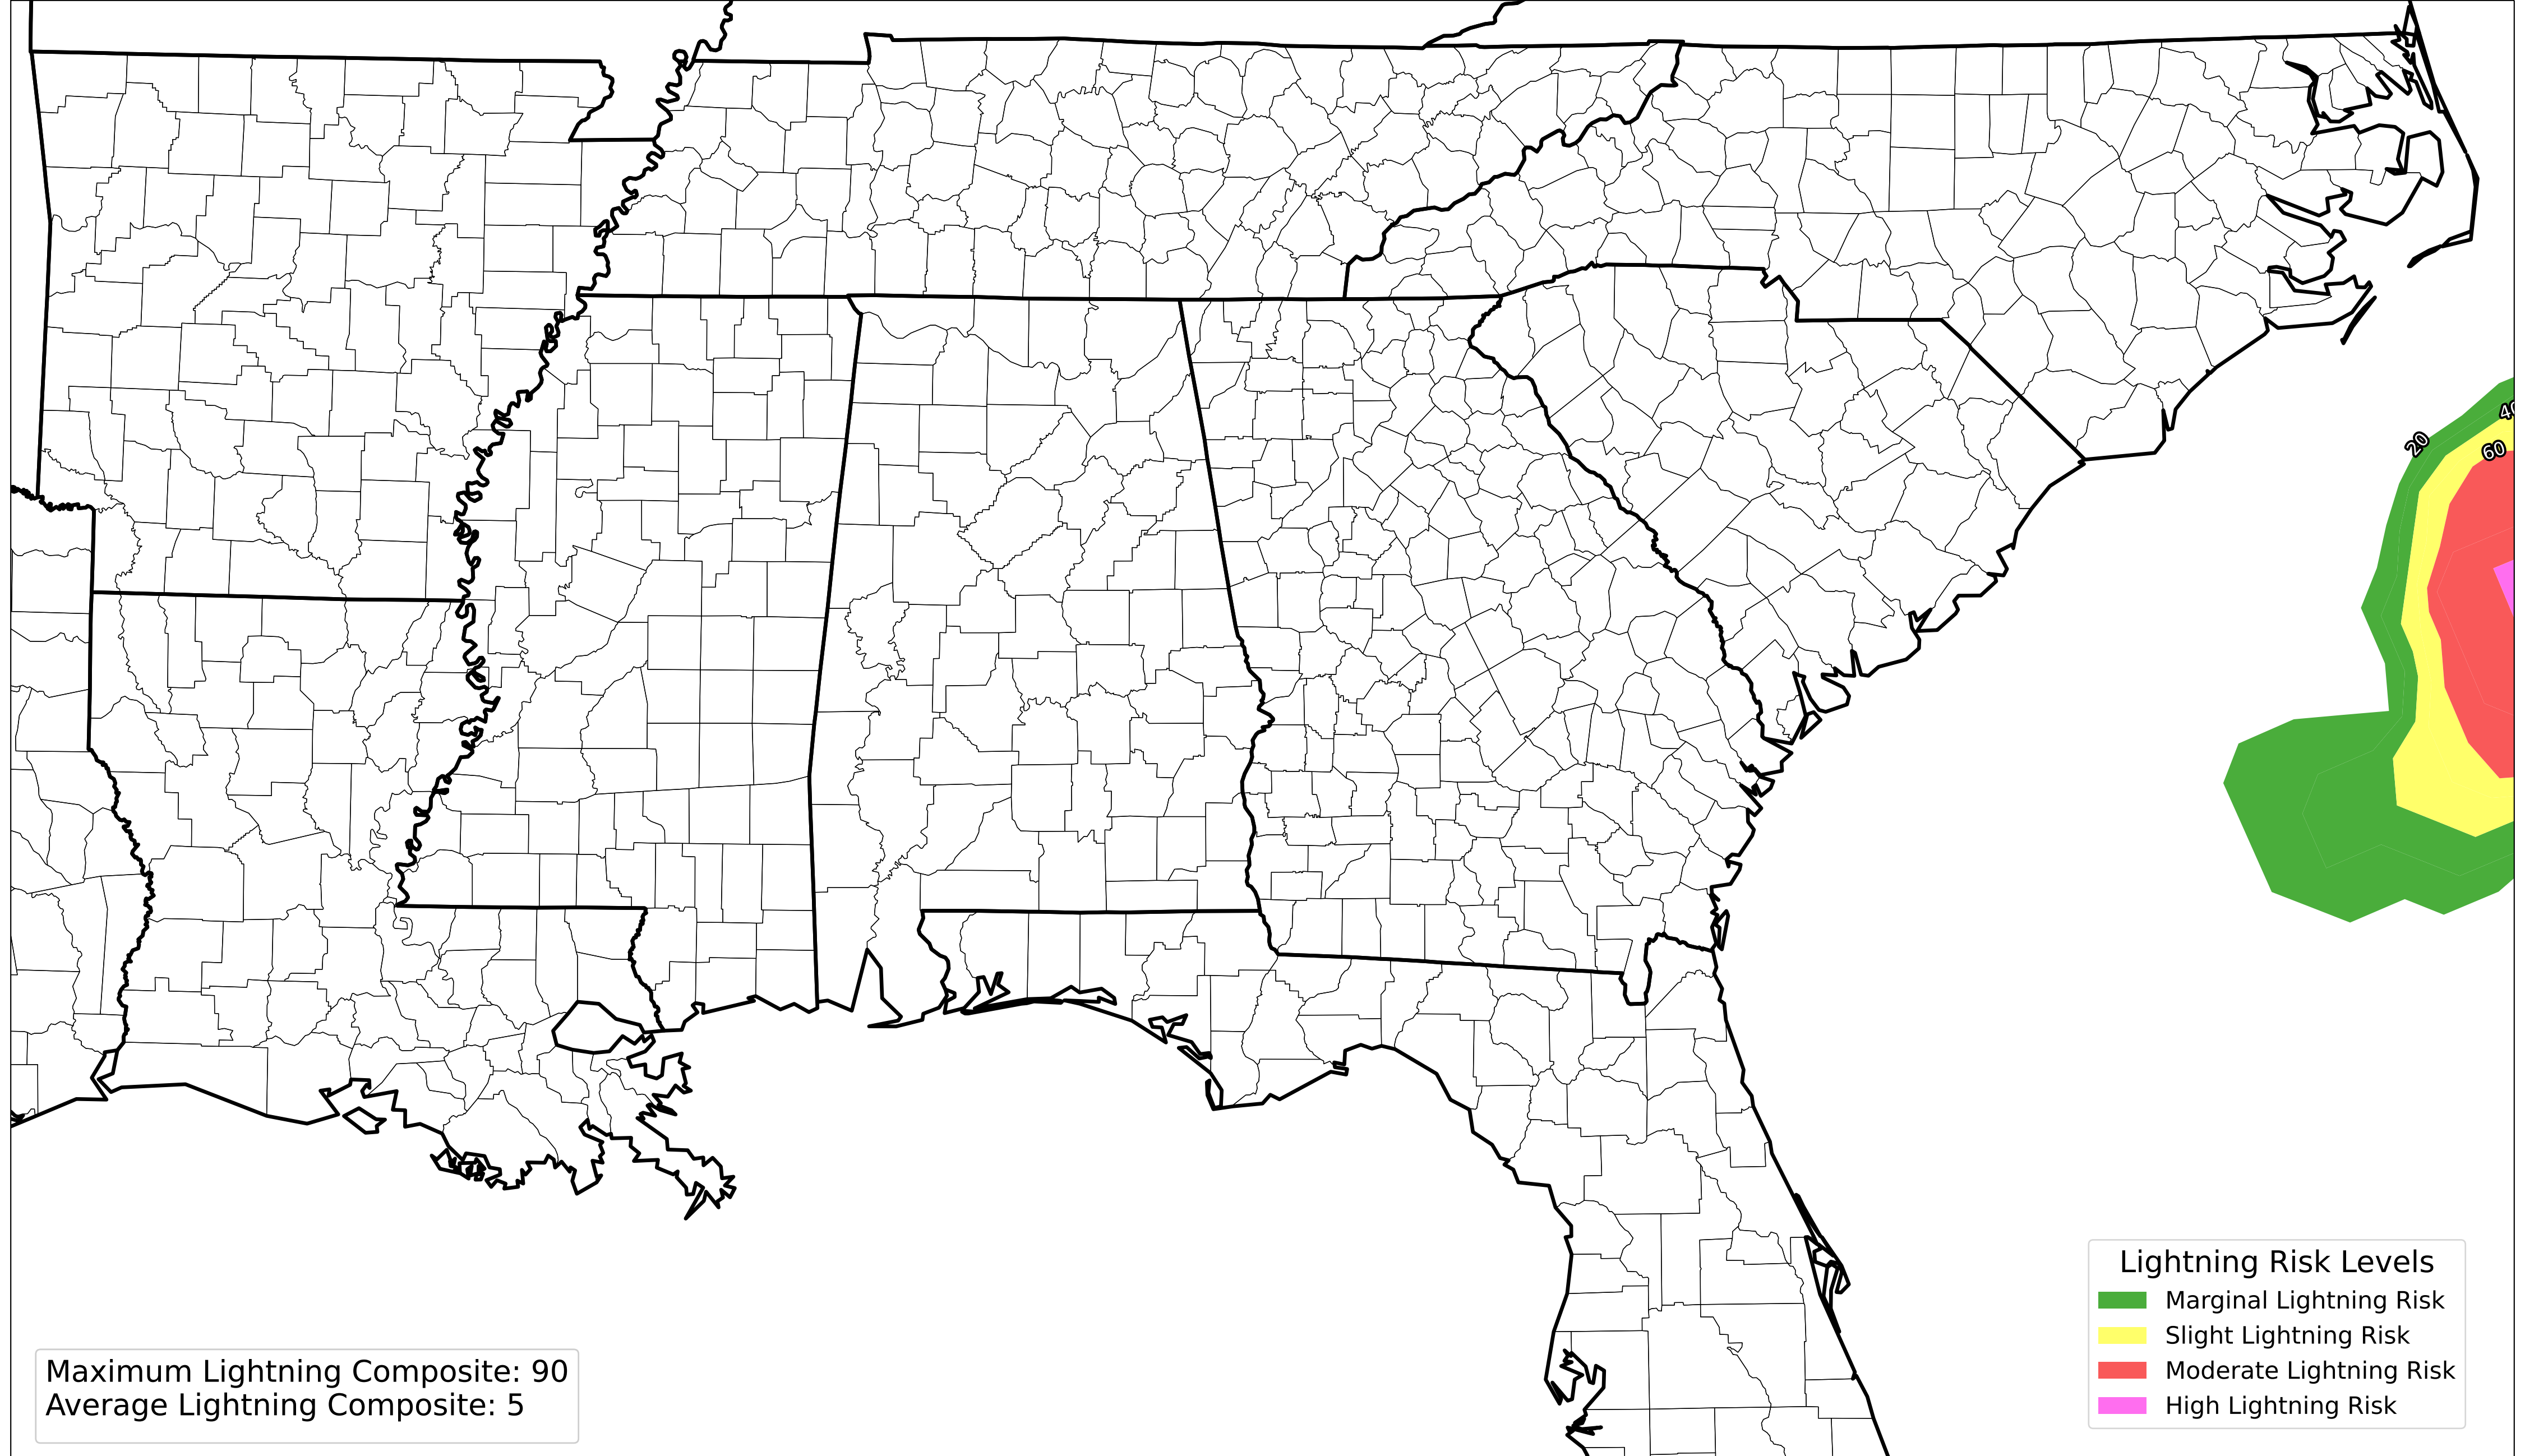 20
60
Lightning Risk Levels
Marginal Lightning Risk
Slight Lightning Risk
Moderate Lightning Risk
High Lightning Risk
Maximum Lightning Composite: 90
Average Lightning Composite: 5